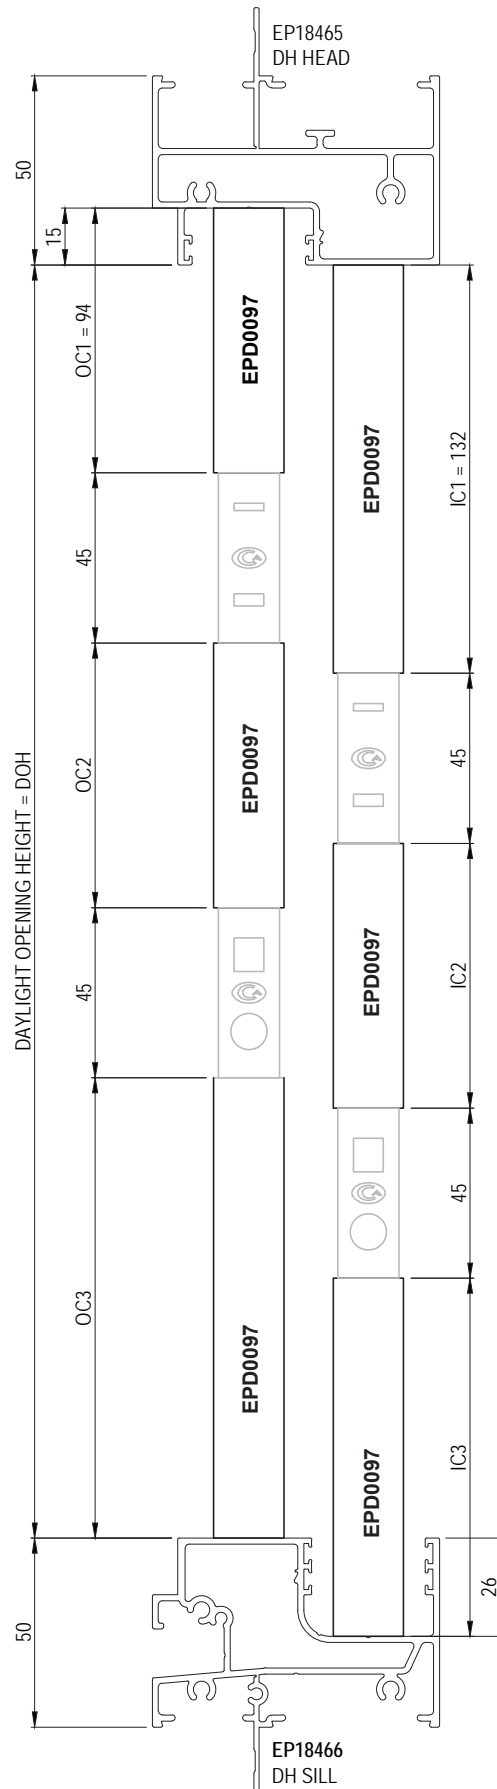 EP18465
DH HEAD
50
15
OC1 = 94
EPD0097
EPD0097
IC1 = 132
45
OC2
EPD0097
45
DAYLIGHT OPENING HEIGHT = DOH
45
EPD0097
IC2
45
OC3
EPD0097
EPD0097
IC3
26
50
EP18466
DH SILL